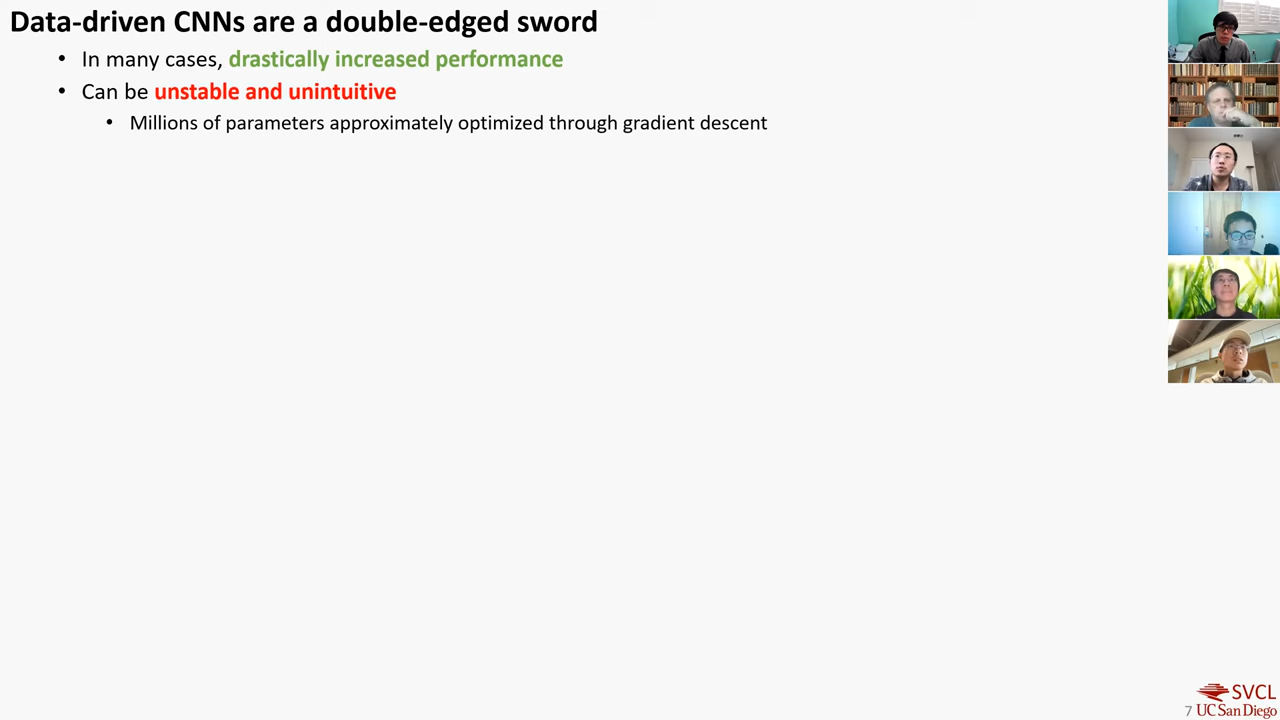 Data-driven CNNs are a double-edged sword
• In many cases, drastically increased performance
• Can be unstable and unintuitive
• Millions of parameters approximately optimized through gradient descent
SVCL
7 UC San Diego